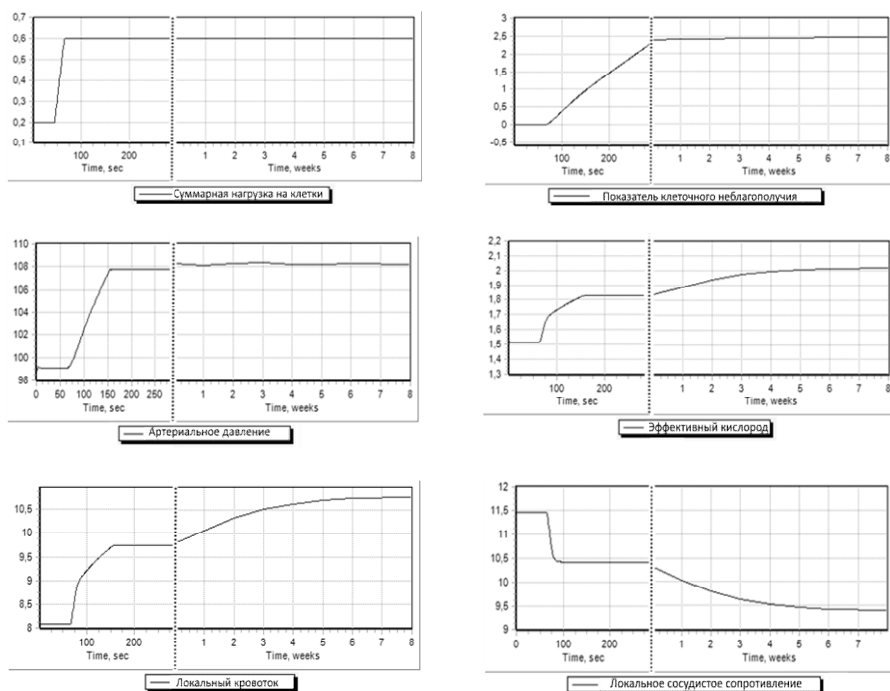 0,7
0,6
0,5
0,4
0,3
0,2
0,1
100 200
Time, sec
1 2 3 4 5 6 7 8
Time, weeks
Суммарная нагрузка на клетки
3
2,5
2
1,5
1
0,5
0
-0,5
100 200
Time, sec
1 2 3 4 5 6 7 8
Time, weeks
Показатель клеточного неблагополучия
110
108
106
104
102
100
98
0 50 100 150 200 250
Time, sec
1 2 3 4 5 6 7 8
Time, weeks
Артериальное давление
2,2
2,1
2
1,9
1,8
1,7
1,6
1,5
1,4
1,3
100 200
Time, sec
1 2 3 4 5 6 7 8
Time, weeks
Эффективный кислород
10,5
10
9,5
9
8,5
8
100 200
Time, sec
1 2 3 4 5 6 7 8
Time, weeks
Локальный кровоток
12
11,5
11
10,5
10
9,5
9
0 100 200
Time, sec
1 2 3 4 5 6 7 8
Time, weeks
Локальное сосудистое сопротивление